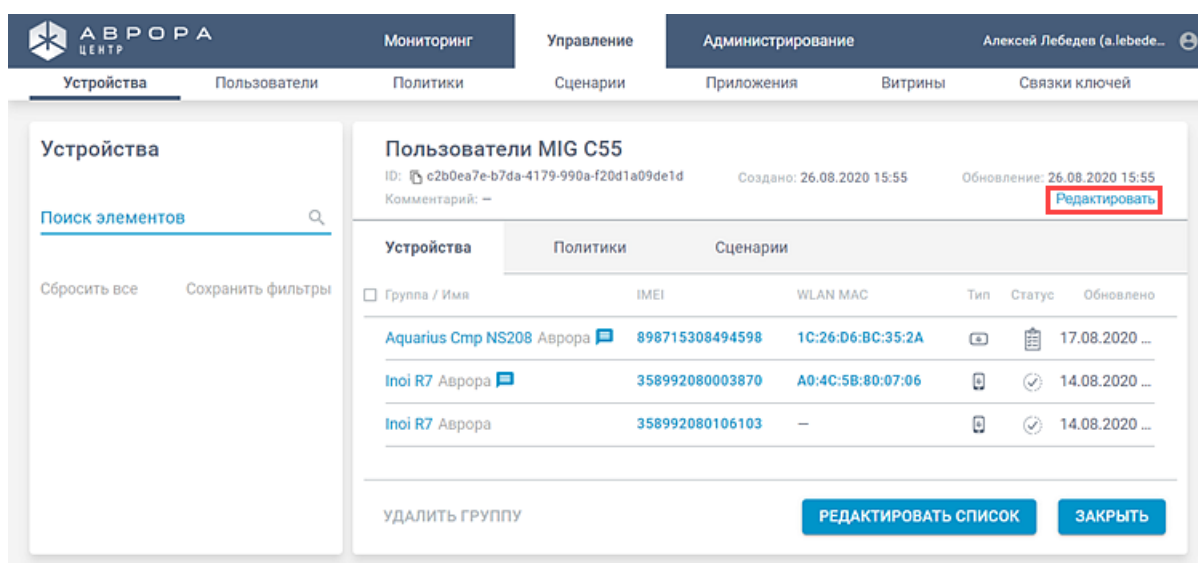 АВРОРА
ЦЕНТР
Мониторинг Управление Администрирование Алексей Лебедев (a.lebede...
Устройства Пользователи Политики Сценарии Приложения Витрины Связки ключей
Устройства
Поиск элементов
Сбросить все Сохранить фильтры
Пользователи MIG C55
ID: c2b0ea7e-b7da-4179-990a-f20d1a09de1d Создано: 26.08.2020 15:55 Обновление: 26.08.2020 15:55
Комментарий: —
Редактировать
Устройства Политики Сценарии
Группа / Имя IMEI WLAN MAC Тип Статус Обновлено
Aquarius Cmp NS208 Аврора 898715308494598 1C:26:D6:BC:35:2A 17.08.2020 ...
Inoi R7 Аврора 358992080003870 A0:4C:5B:80:07:06 14.08.2020 ...
Inoi R7 Аврора 358992080106103 — 14.08.2020 ...
УДАЛИТЬ ГРУППУ РЕДАКТИРОВАТЬ СПИСОК ЗАКРЫТЬ